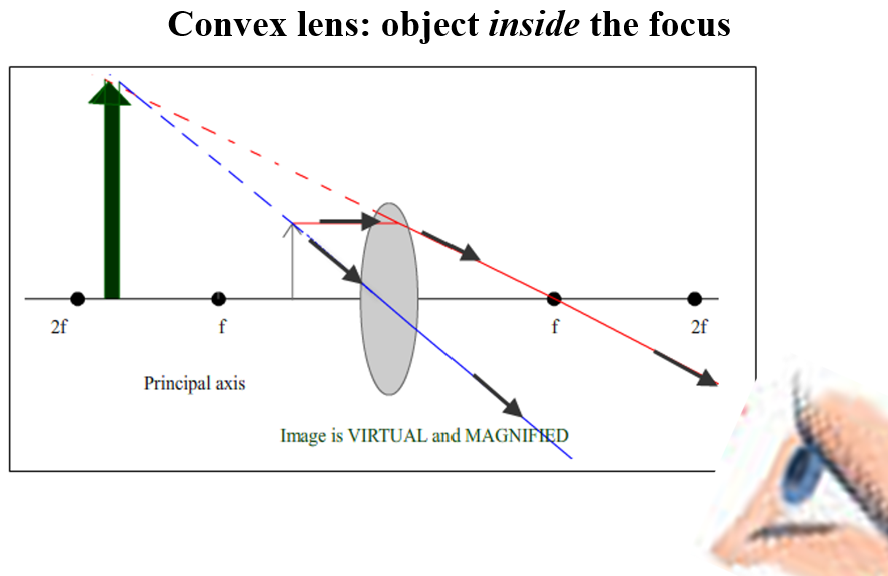 Convex lens: object inside the focus
2f f f 2f
Principal axis
Image is VIRTUAL and MAGNIFIED